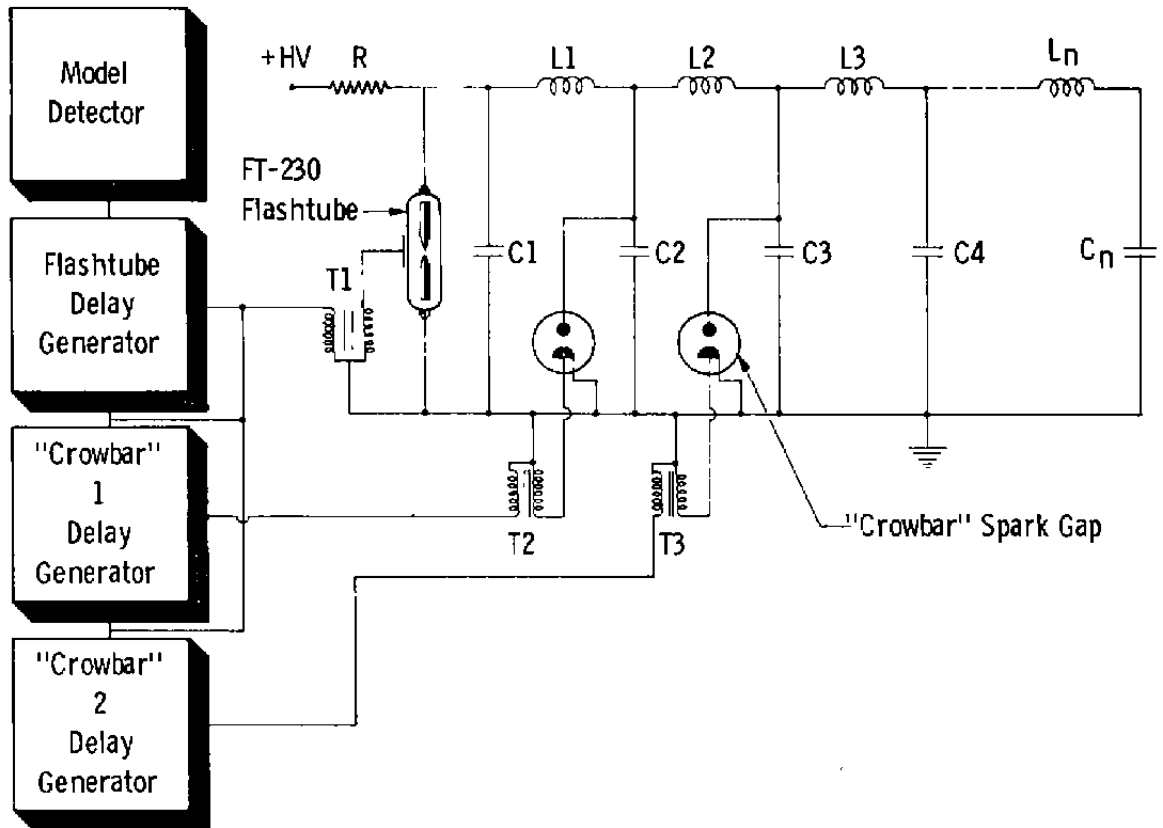 Model
Detector
Flashtube
Delay
Generator
"Crowbar"
1
Delay
Generator
"Crowbar"
2
Delay
Generator
+HV
R
L1
L2
L3
Ln
FT-230
Flashtube
T1
C1
C2
C3
C4
Cn
T2
T3
"Crowbar" Spark Gap